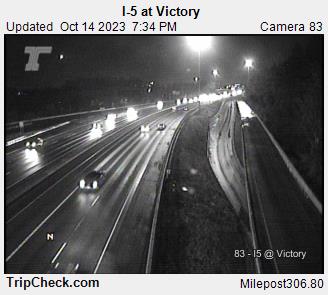 I-5 at Victory
Updated Oct 14 2023 7:34 PM Camera 83
T
N
83 - I5 @ Victory
TripCheck.com Milepost306.80